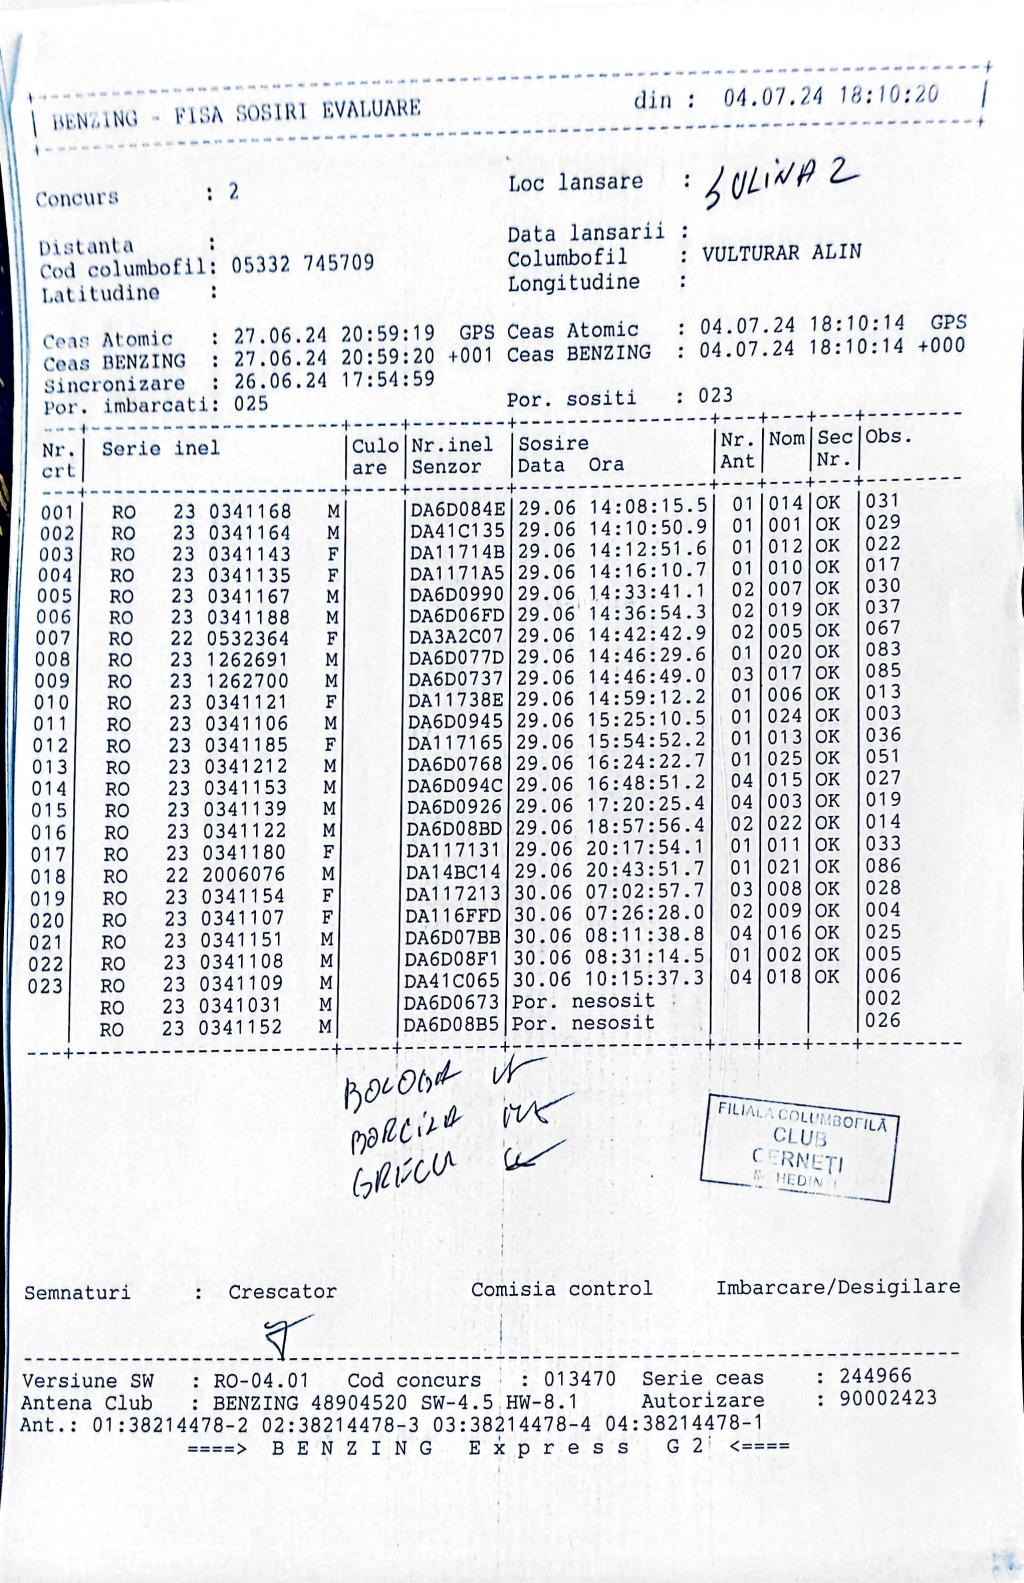 BENZING - FISA SOSIRI EVALUARE din : 04.07.24 18:10:20
Concurs : 2 Loc lansare : SULINA 2
Distanta : Data lansarii :
Cod columbofil: 05332 745709 Columbofil : VULTURAR ALIN
Latitudine : Longitudine :
Ceas Atomic : 27.06.24 20:59:19 GPS Ceas Atomic : 04.07.24 18:10:14 GPS
Ceas BENZING : 27.06.24 20:59:20 +001 Ceas BENZING : 04.07.24 18:10:14 +000
Sincronizare : 26.06.24 17:54:59
Por. imbarcati: 025 Por. sositi : 023
Nr. Serie inel Culo Nr.inel Sosire Nr. Nom Sec Obs.
crt are Senzor Data Ora Ant Nr.
001 RO 23 0341168 M DA6D084E 29.06 14:08:15.5 01 014 OK 031
002 RO 23 0341164 M DA41C135 29.06 14:10:50.9 01 001 OK 029
003 RO 23 0341143 F DA11714B 29.06 14:12:51.6 01 012 OK 022
004 RO 23 0341135 F DA1171A5 29.06 14:16:10.7 01 010 OK 017
005 RO 23 0341167 M DA6D0990 29.06 14:33:41.1 02 007 OK 030
006 RO 23 0341188 M DA6D06FD 29.06 14:36:54.3 02 019 OK 037
007 RO 22 0532364 F DA3A2C07 29.06 14:42:42.9 02 005 OK 067
008 RO 23 1262691 M DA6D077D 29.06 14:46:29.6 01 020 OK 083
009 RO 23 1262700 M DA6D0737 29.06 14:46:49.0 03 017 OK 085
010 RO 23 0341121 F DA11738E 29.06 14:59:12.2 01 006 OK 013
011 RO 23 0341106 M DA6D0945 29.06 15:25:10.5 01 024 OK 003
012 RO 23 0341185 F DA117165 29.06 15:54:52.2 01 013 OK 036
013 RO 23 0341212 M DA6D0768 29.06 16:24:22.7 01 025 OK 051
014 RO 23 0341153 M DA6D094C 29.06 16:48:51.2 04 015 OK 027
015 RO 23 0341139 M DA6D0926 29.06 17:20:25.4 04 003 OK 019
016 RO 23 0341122 M DA6D08BD 29.06 18:57:56.4 02 022 OK 014
017 RO 23 0341180 F DA117131 29.06 20:17:54.1 01 011 OK 033
018 RO 22 2006076 M DA14BC14 29.06 20:43:51.7 01 021 OK 086
019 RO 23 0341154 F DA117213 30.06 07:02:57.7 03 008 OK 028
020 RO 23 0341107 F DA116FFD 30.06 07:26:28.0 02 009 OK 004
021 RO 23 0341151 M DA6D07BB 30.06 08:11:38.8 04 016 OK 025
022 RO 23 0341108 M DA6D08F1 30.06 08:31:14.5 01 002 OK 005
023 RO 23 0341109 M DA41C065 30.06 10:15:37.3 04 018 OK 006
RO 23 0341031 M DA6D0673 Por. nesosit 002
RO 23 0341152 M DA6D08B5 Por. nesosit 026
GRECU
FILIALA COLUMBOFILĂ
CLUB
CERNEȚI
Semnaturi : Crescator Comisia control Imbarcare/Desigilare
Versiune SW : RO-04.01 Cod concurs : 013470 Serie ceas : 244966
Antena Club : BENZING 48904520 SW-4.5 HW-8.1 Autorizare : 90002423
Ant.: 01:38214478-2 02:38214478-3 03:38214478-4 04:38214478-1
====> B E N Z I N G E x p r e s s G 2 <====